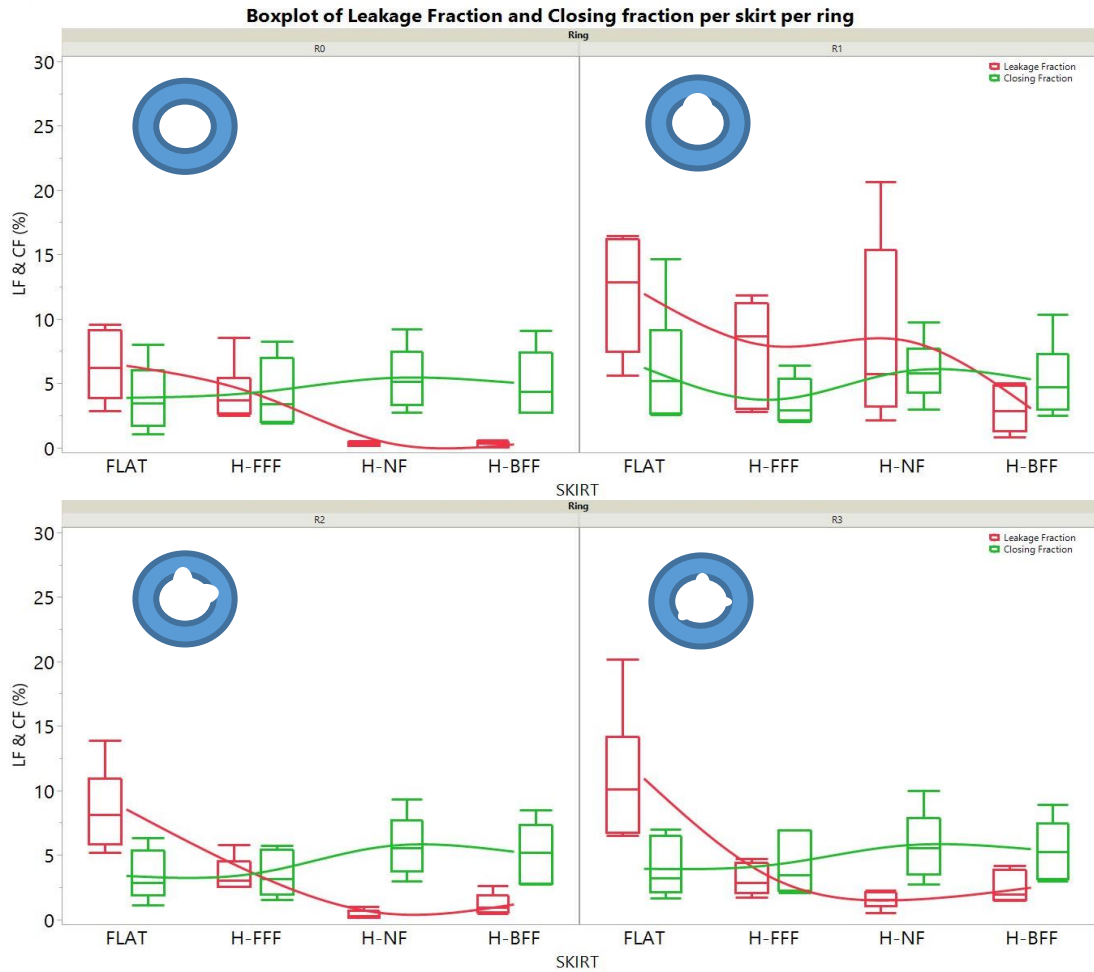 Boxplot of Leakage Fraction and Closing fraction per skirt per ring
Ring
R0 R1
Leakage Fraction
Closing Fraction
30
25
20
15
10
5
0
LF & CF (%)
FLAT H-FFF H-NF H-BFF FLAT H-FFF H-NF H-BFF
SKIRT
Ring
R2 R3
Leakage Fraction
Closing Fraction
30
25
20
15
10
5
0
LF & CF (%)
FLAT H-FFF H-NF H-BFF FLAT H-FFF H-NF H-BFF
SKIRT